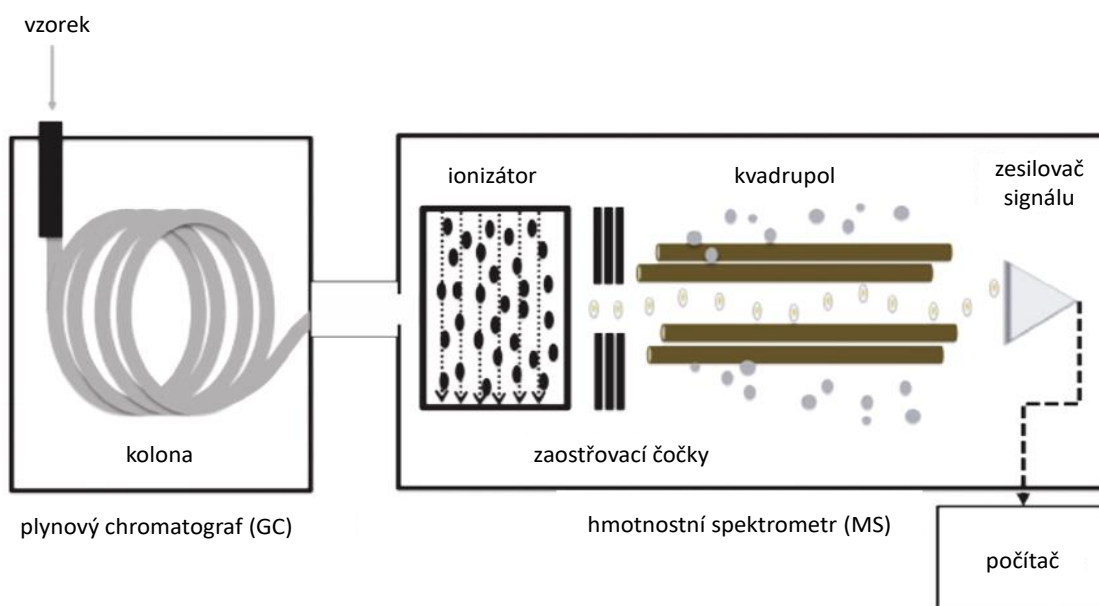 vzorek
ionizátor
kvadrupol
zesilovač
signálu
kolona
zaostřovací čočky
plynový chromatograf (GC)
hmotnostní spektrometr (MS)
počítač